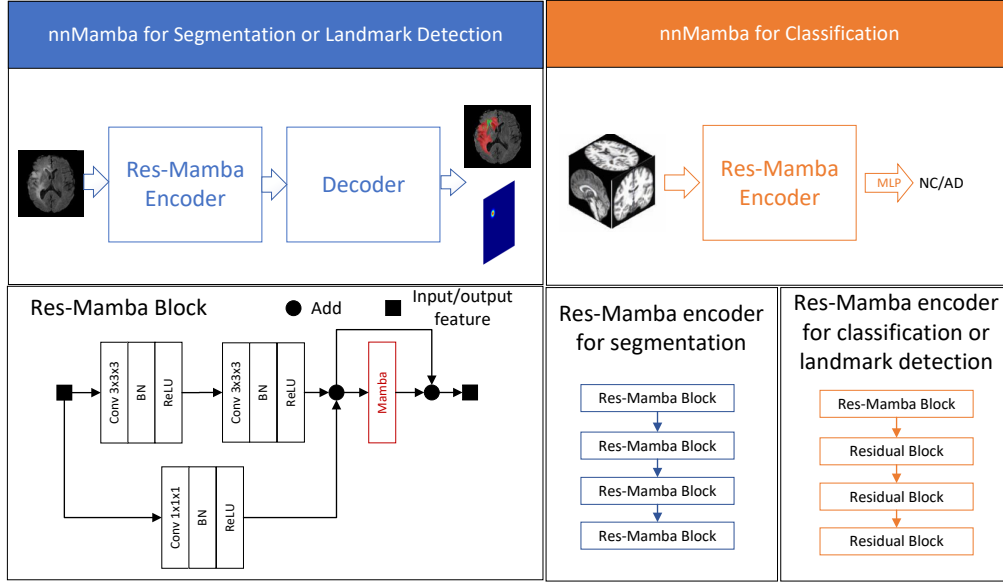 nnMamba for Segmentation or Landmark Detection
nnMamba for Classification
Res-Mamba
Encoder
Decoder
Res-Mamba
Encoder
MLP
NC/AD
Res-Mamba Block
Add
Input/output
feature
Conv 3x3x3
BN
ReLU
Conv 3x3x3
BN
ReLU
Mamba
Conv 1x1x1
BN
ReLU
Res-Mamba encoder
for segmentation
Res-Mamba Block
Res-Mamba Block
Res-Mamba Block
Res-Mamba Block
Res-Mamba encoder
for classification or
landmark detection
Res-Mamba Block
Residual Block
Residual Block
Residual Block